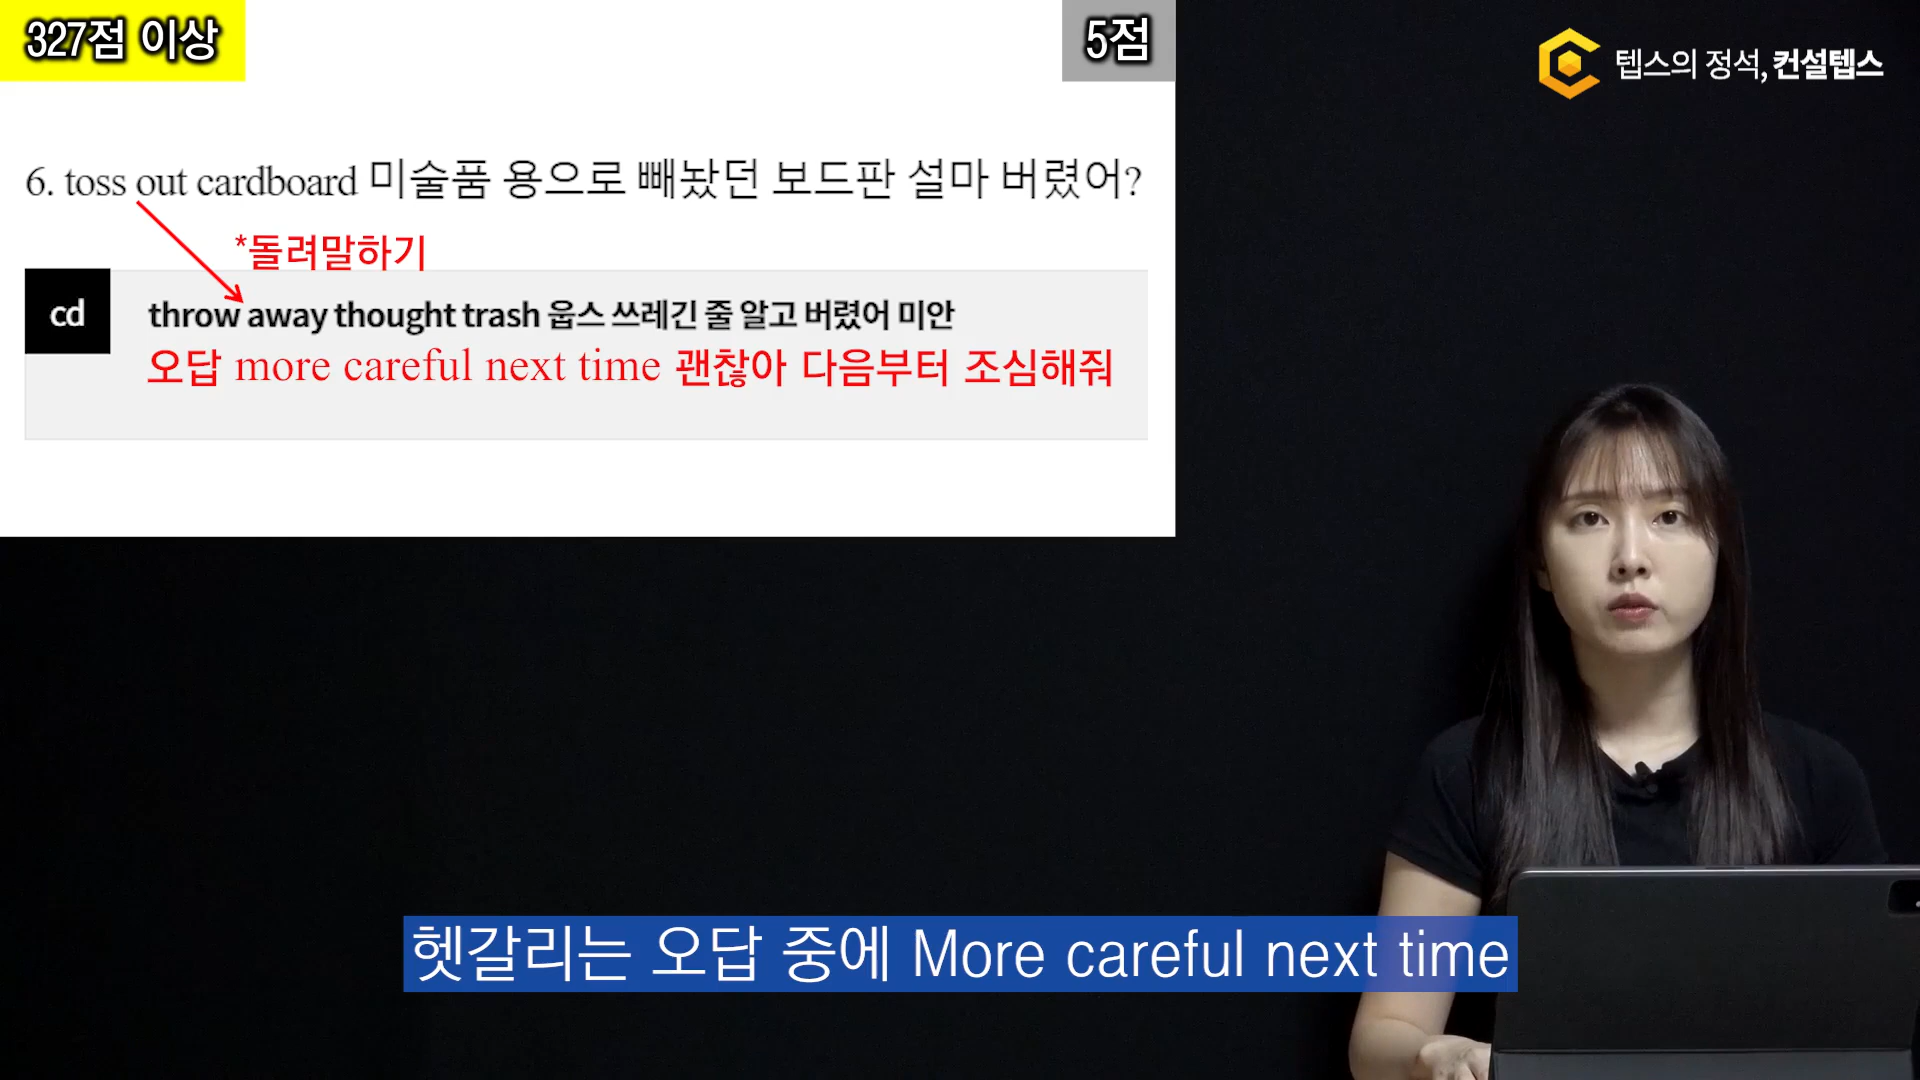 327점 이상
5점
텝스의 정석, 컨설텝스
6. toss out cardboard 미술품 용으로 빼놨던 보드판 설마 버렸어?
*돌려말하기
cd
throw away thought trash 웁스 쓰레긴 줄 알고 버렸어 미안
오답 more careful next time 괜찮아 다음부터 조심해줘
헷갈리는 오답 중에 More careful next time